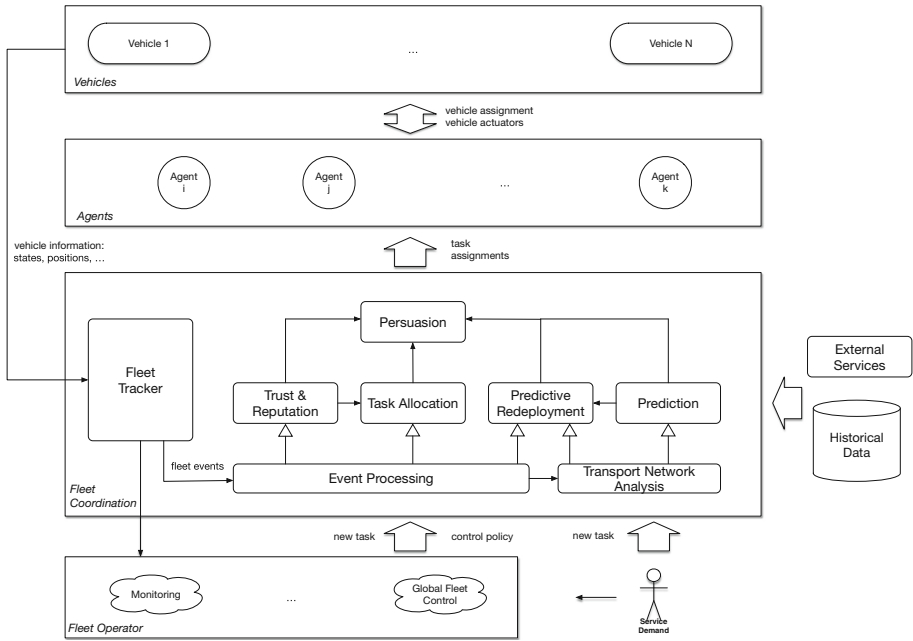 Vehicle 1
...
Vehicle N
Vehicles
vehicle assignment
vehicle actuators
Agent
i
Agent
j
...
Agent
k
Agents
vehicle information:
states, positions, ...
task
assignments
Persuasion
Fleet
Tracker
External
Services
Trust &
Reputation
Task Allocation
Predictive
Redeployment
Prediction
Historical
Data
fleet events
Event Processing
Transport Network
Analysis
Fleet
Coordination
new task
control policy
new task
Monitoring
...
Global Fleet
Control
Service
Demand
Fleet Operator